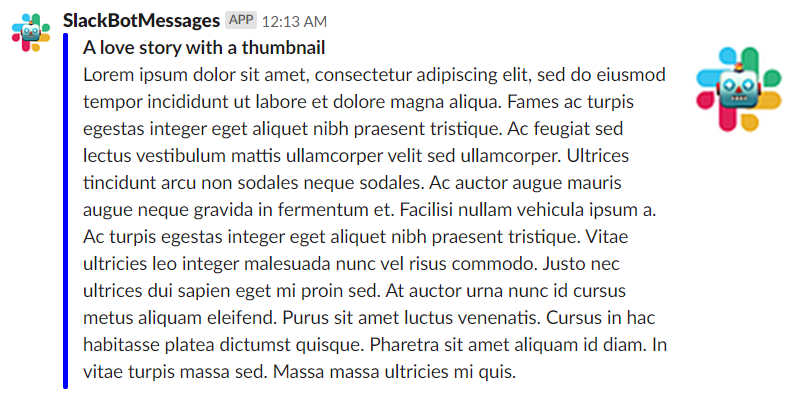 SlackBotMessages APP 12:13 AM
A love story with a thumbnail
Lorem ipsum dolor sit amet, consectetur adipiscing elit, sed do eiusmod
tempor incididunt ut labore et dolore magna aliqua. Fames ac turpis
egestas integer eget aliquet nibh praesent tristique. Ac feugiat sed
lectus vestibulum mattis ullamcorper velit sed ullamcorper. Ultrices
tincidunt arcu non sodales neque sodales. Ac auctor augue mauris
augue neque gravida in fermentum et. Facilisi nullam vehicula ipsum a.
Ac turpis egestas integer eget aliquet nibh praesent tristique. Vitae
ultricies leo integer malesuada nunc vel risus commodo. Justo nec
ultrices dui sapien eget mi proin sed. At auctor urna nunc id cursus
metus aliquam eleifend. Purus sit amet luctus venenatis. Cursus in hac
habitasse platea dictumst quisque. Pharetra sit amet aliquam id diam. In
vitae turpis massa sed. Massa massa ultricies mi quis.